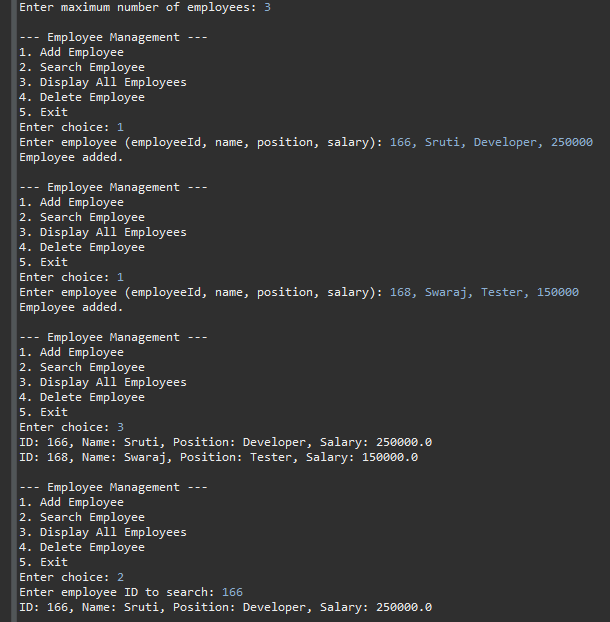 Enter maximum number of employees: 3
--- Employee Management ---
1. Add Employee
2. Search Employee
3. Display All Employees
4. Delete Employee
5. Exit
Enter choice: 1
Enter employee (employeeId, name, position, salary): 166, Sruti, Developer, 250000
Employee added.
--- Employee Management ---
1. Add Employee
2. Search Employee
3. Display All Employees
4. Delete Employee
5. Exit
Enter choice: 1
Enter employee (employeeId, name, position, salary): 168, Swaraj, Tester, 150000
Employee added.
--- Employee Management ---
1. Add Employee
2. Search Employee
3. Display All Employees
4. Delete Employee
5. Exit
Enter choice: 3
ID: 166, Name: Sruti, Position: Developer, Salary: 250000.0
ID: 168, Name: Swaraj, Position: Tester, Salary: 150000.0
--- Employee Management ---
1. Add Employee
2. Search Employee
3. Display All Employees
4. Delete Employee
5. Exit
Enter choice: 2
Enter employee ID to search: 166
ID: 166, Name: Sruti, Position: Developer, Salary: 250000.0